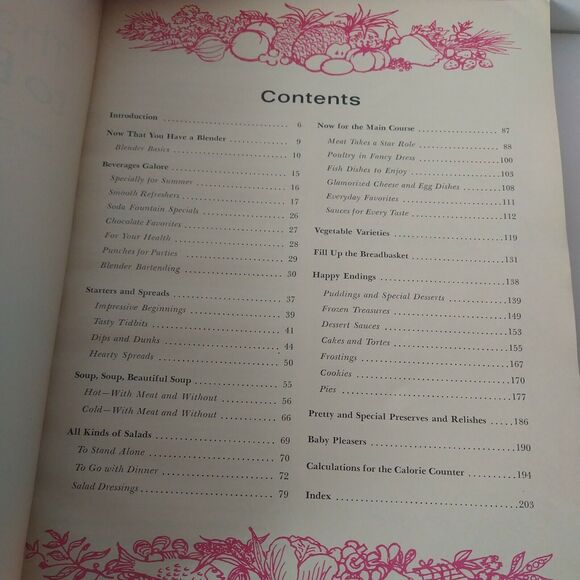 Contents
Introduction 6
Now That You Have a Blender 9
Blender Basics 10
Beverages Galore 15
Specially for Summer 16
Smooth Refreshers 17
Soda Fountain Specials 26
Chocolate Favorites 27
For Your Health 28
Punches for Parties 29
Blender Bartending 30
Starters and Spreads 37
Impressive Beginnings 39
Tasty Tidbits 41
Dips and Dunks 44
Hearty Spreads 50
Soup, Soup, Beautiful Soup 55
Hot—With Meat and Without 56
Cold—With Meat and Without 66
All Kinds of Salads 69
To Stand Alone 70
To Go with Dinner 72
Salad Dressings 79
Now for the Main Course 87
Meat Takes a Star Role 88
Poultry in Fancy Dress 100
Fish Dishes to Enjoy 103
Glamorized Cheese and Egg Dishes 108
Everyday Favorites 111
Sauces for Every Taste 112
Vegetable Varieties 119
Fill Up the Breadbasket 131
Happy Endings 138
Puddings and Special Desserts 139
Frozen Treasures 149
Dessert Sauces 153
Cakes and Tortes 155
Frostings 167
Cookies 170
Pies 177
Pretty and Special Preserves and Relishes 186
Baby Pleasers 190
Calculations for the Calorie Counter 194
Index 203